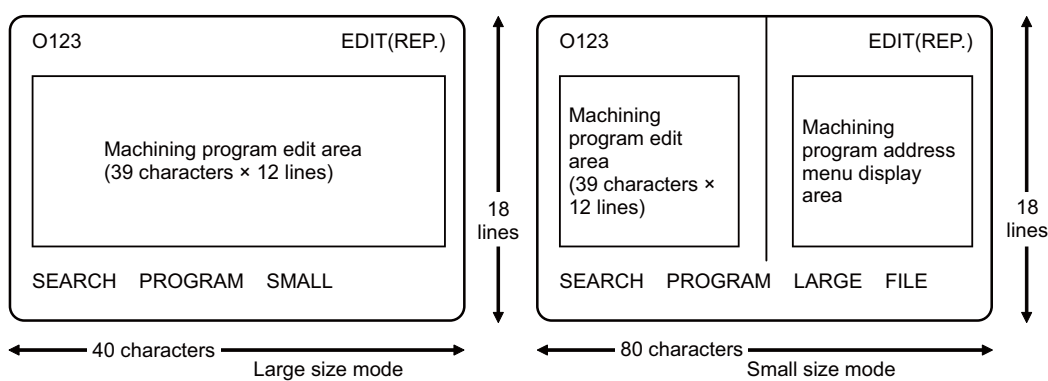 O123 EDIT(REP.)
Machining program edit area
(39 characters × 12 lines)
SEARCH PROGRAM SMALL
18
lines
40 characters
Large size mode
O123 EDIT(REP.)
Machining
program edit
area
(39 characters ×
12 lines)
Machining
program address
menu display
area
SEARCH PROGRAM LARGE FILE
18
lines
80 characters
Small size mode